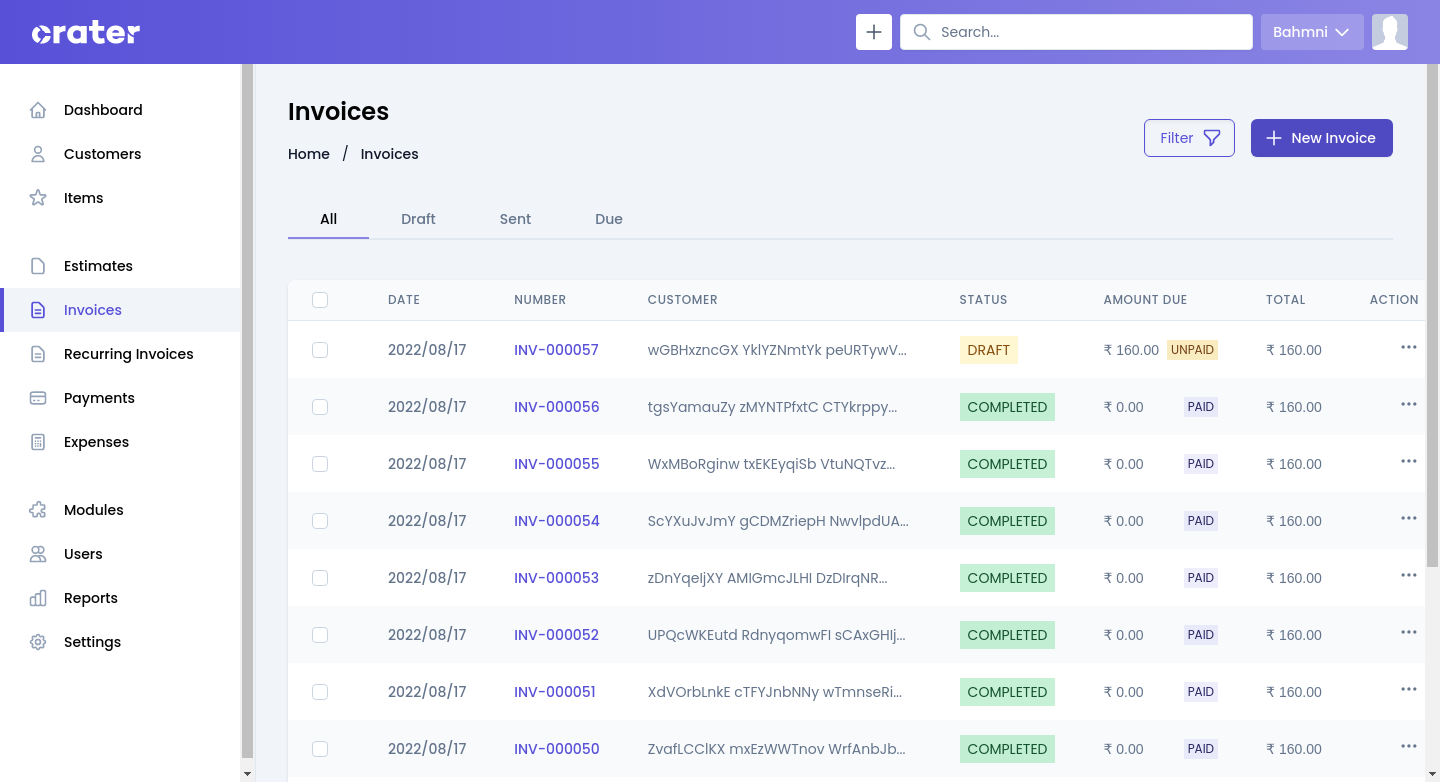 crater
Search...
Bahmni
Dashboard
Customers
Items
Estimates
Invoices
Recurring Invoices
Payments
Expenses
Modules
Users
Reports
Settings
Invoices
Home / Invoices
Filter
New Invoice
All Draft Sent Due
DATE NUMBER CUSTOMER STATUS AMOUNT DUE TOTAL ACTION
2022/08/17 INV-000057 wGBHxzncGX YklYZNmtYk peURTywV... DRAFT ₹ 160.00 UNPAID ₹ 160.00
2022/08/17 INV-000056 tgsYamauZy zMYNTPfxtC CTYkrppy... COMPLETED ₹ 0.00 PAID ₹ 160.00
2022/08/17 INV-000055 WxMBoRginw txEKEyqiSb VtuNQTvz... COMPLETED ₹ 0.00 PAID ₹ 160.00
2022/08/17 INV-000054 ScYXuJvJmY gCDMZriepH NwvlpdUA... COMPLETED ₹ 0.00 PAID ₹ 160.00
2022/08/17 INV-000053 zDnYqeIjXY AMIGmcJLHI DzDIrqNR... COMPLETED ₹ 0.00 PAID ₹ 160.00
2022/08/17 INV-000052 UPQcWKEutd RdnyqomwFI sCAxGHIj... COMPLETED ₹ 0.00 PAID ₹ 160.00
2022/08/17 INV-000051 XdVOrbLnkE cTFYJnbNNy wTmnseRi... COMPLETED ₹ 0.00 PAID ₹ 160.00
2022/08/17 INV-000050 ZvafLCClKX mxEzWWTnov WrfAnbJb... COMPLETED ₹ 0.00 PAID ₹ 160.00